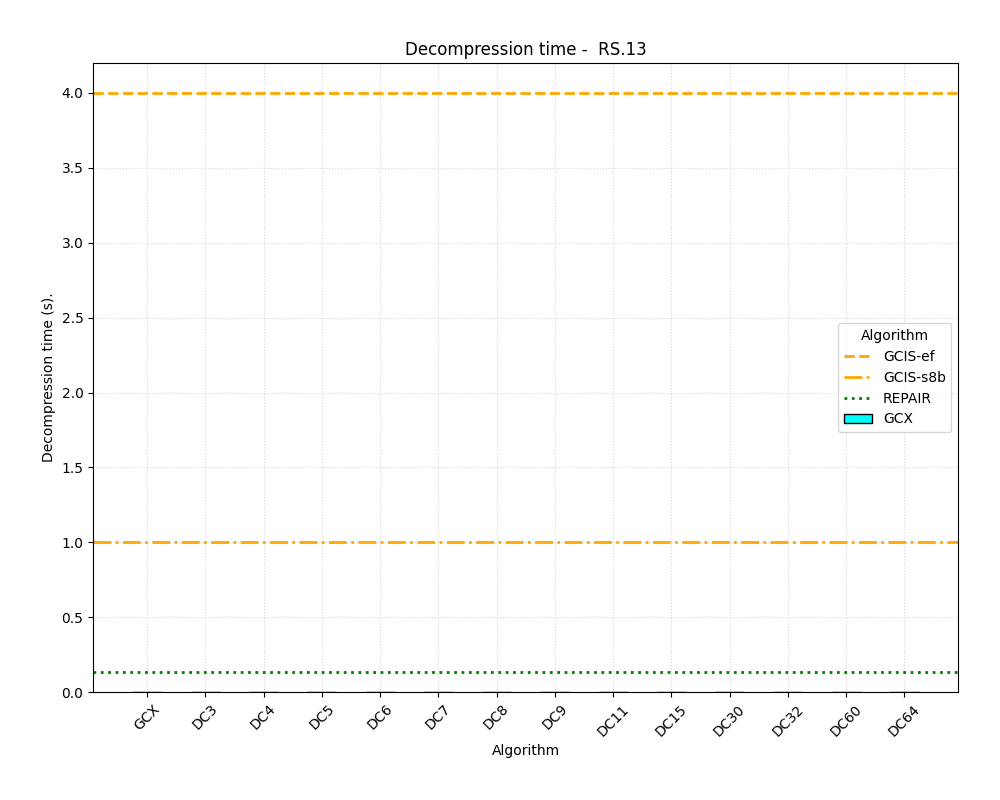 Decompression time - RS.13
Decompression time (s).
4.0
3.5
3.0
2.5
2.0
1.5
1.0
0.5
0.0
Algorithm
GCIS-ef
GCIS-s8b
REPAIR
GCX
GCX DC3 DC4 DC5 DC6 DC7 DC8 DC9 DC11 DC15 DC30 DC32 DC60 DC64
Algorithm